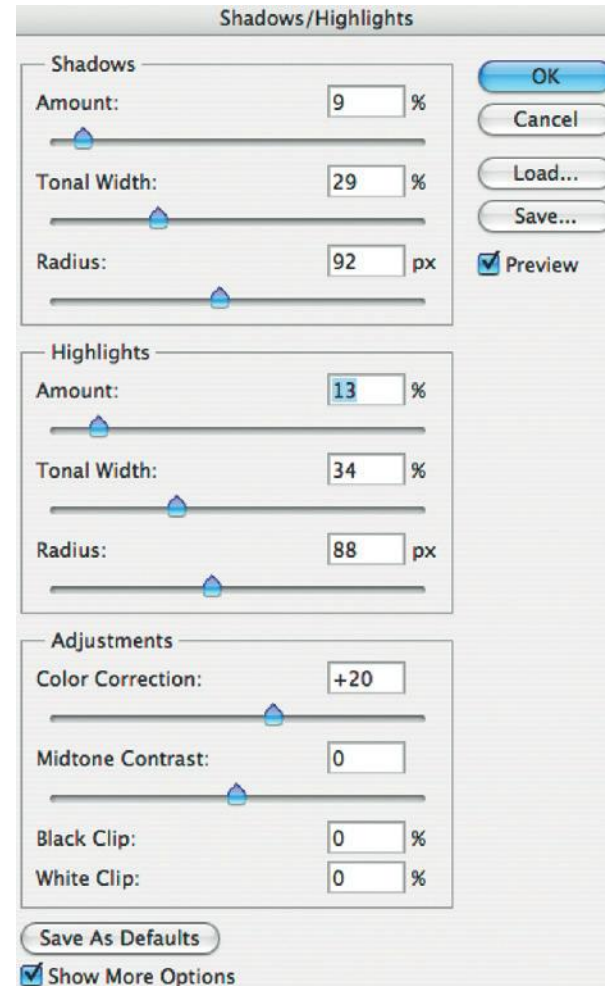 Shadows/Highlights
Shadows
Amount: 9 %
Tonal Width: 29 %
Radius: 92 px
Highlights
Amount: 13 %
Tonal Width: 34 %
Radius: 88 px
Adjustments
Color Correction: +20
Midtone Contrast: 0
Black Clip: 0 %
White Clip: 0 %
Save As Defaults
Show More Options
OK
Cancel
Load...
Save...
Preview